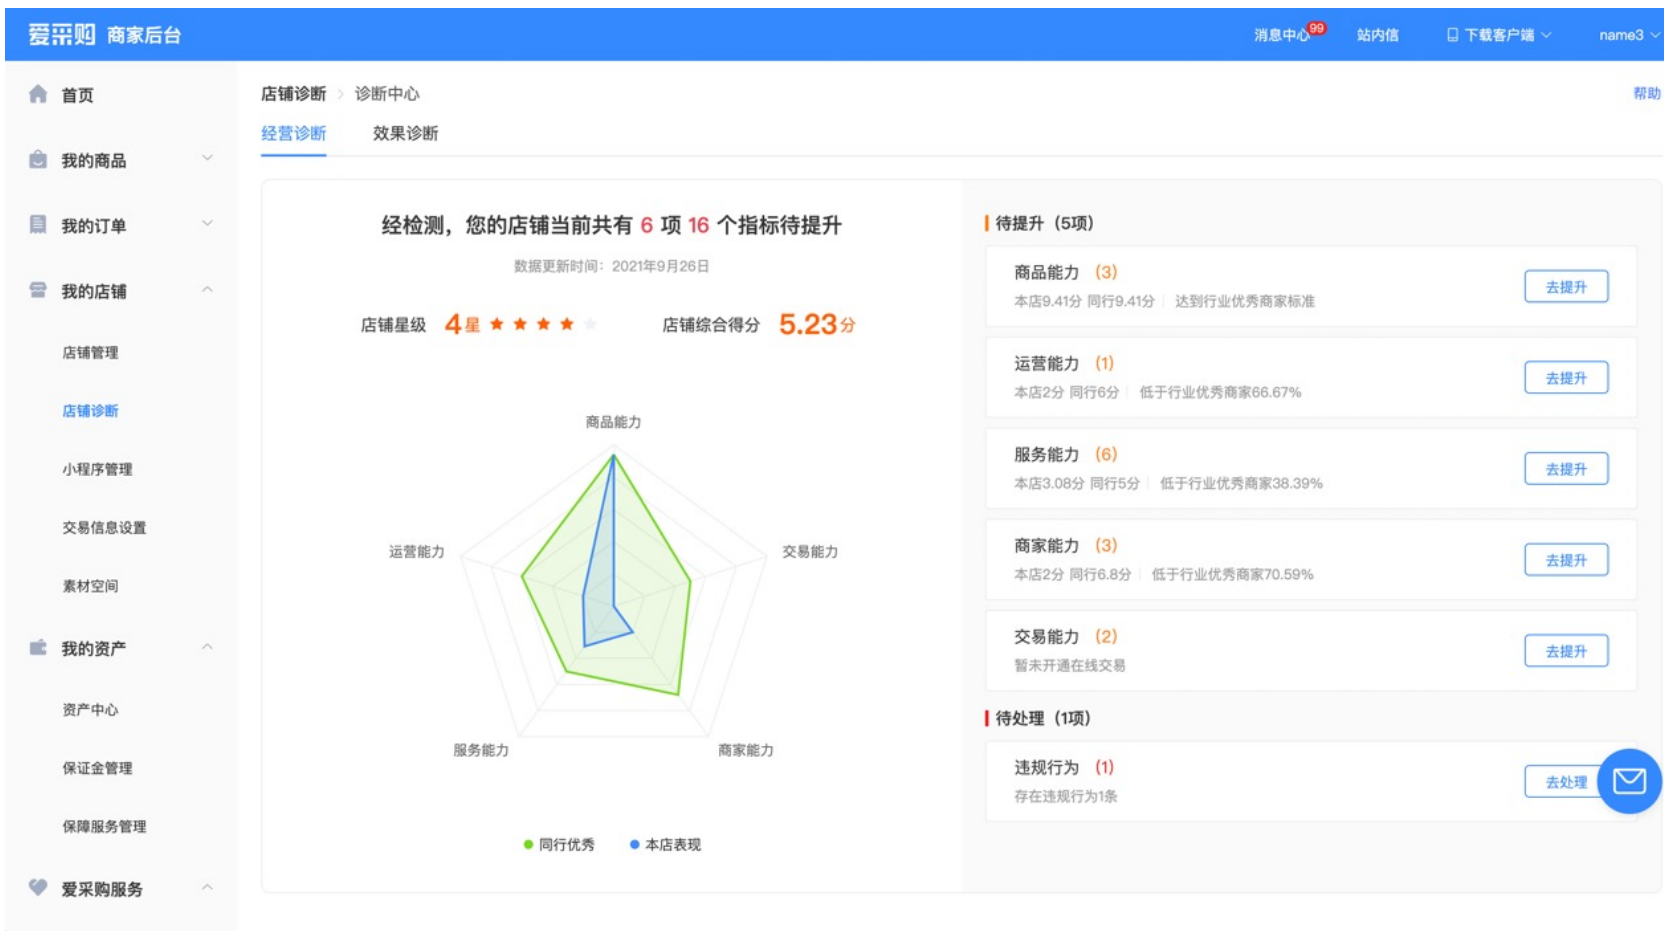 爱采购 商家后台
消息中心 99 站内信 下载客户端 name3
首页
我的商品
我的订单
我的店铺
店铺管理
店铺诊断
小程序管理
交易信息设置
素材空间
我的资产
资产中心
保证金管理
保障服务管理
爱采购服务
店铺诊断 > 诊断中心
帮助
经营诊断 效果诊断
经检测，您的店铺当前共有 6 项 16 个指标待提升
数据更新时间：2021年9月26日
店铺星级 4星 ★ ★ ★ ★ ★ 店铺综合得分 5.23分
商品能力
运营能力 交易能力
服务能力 商家能力
同行优秀 本店表现
待提升（5项）
商品能力 （3）
本店9.41分 同行9.41分 | 达到行业优秀商家标准
去提升
运营能力 （1）
本店2分 同行6分 | 低于行业优秀商家66.67%
去提升
服务能力 （6）
本店3.08分 同行5分 | 低于行业优秀商家38.39%
去提升
商家能力 （3）
本店2分 同行6.8分 | 低于行业优秀商家70.59%
去提升
交易能力 （2）
暂未开通在线交易
去提升
待处理（1项）
违规行为 （1）
存在违规行为1条
去处理